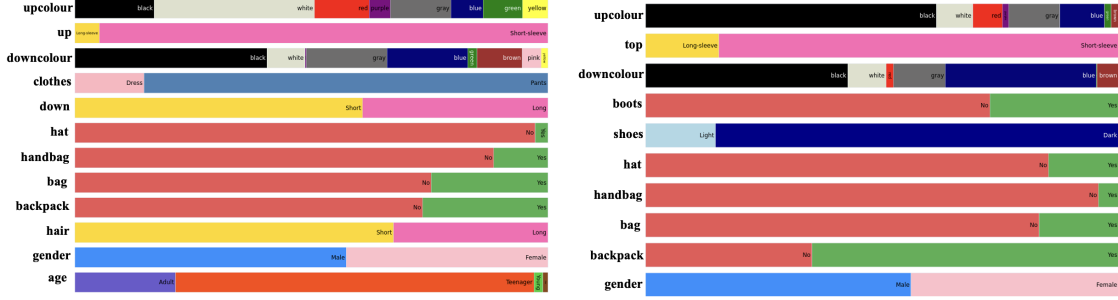 upcolour black white red purple gray blue green yellow
up Long-sleeve Short-sleeve
downcolour black white gray blue green brown pink
clothes Dress Pants
down Short Long
hat No Yes
handbag No Yes
bag No Yes
backpack No Yes
hair Short Long
gender Male Female
age Adult Teenager Young
upcolour black white red gray blue
top Long-sleeve Short-sleeve
downcolour black white red gray blue brown
boots No Yes
shoes Light Dark
hat No Yes
handbag No Yes
bag No Yes
backpack No Yes
gender Male Female